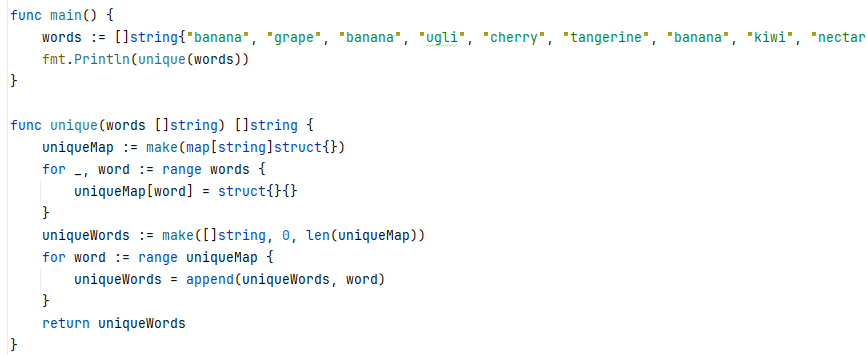 func main() {
    words := []string{"banana", "grape", "banana", "ugli", "cherry", "tangerine", "banana", "kiwi", "nectar
    fmt.Println(unique(words))
}

func unique(words []string) []string {
    uniqueMap := make(map[string]struct{})
    for _, word := range words {
        uniqueMap[word] = struct{}{}
    }
    uniqueWords := make([]string, 0, len(uniqueMap))
    for word := range uniqueMap {
        uniqueWords = append(uniqueWords, word)
    }
    return uniqueWords
}